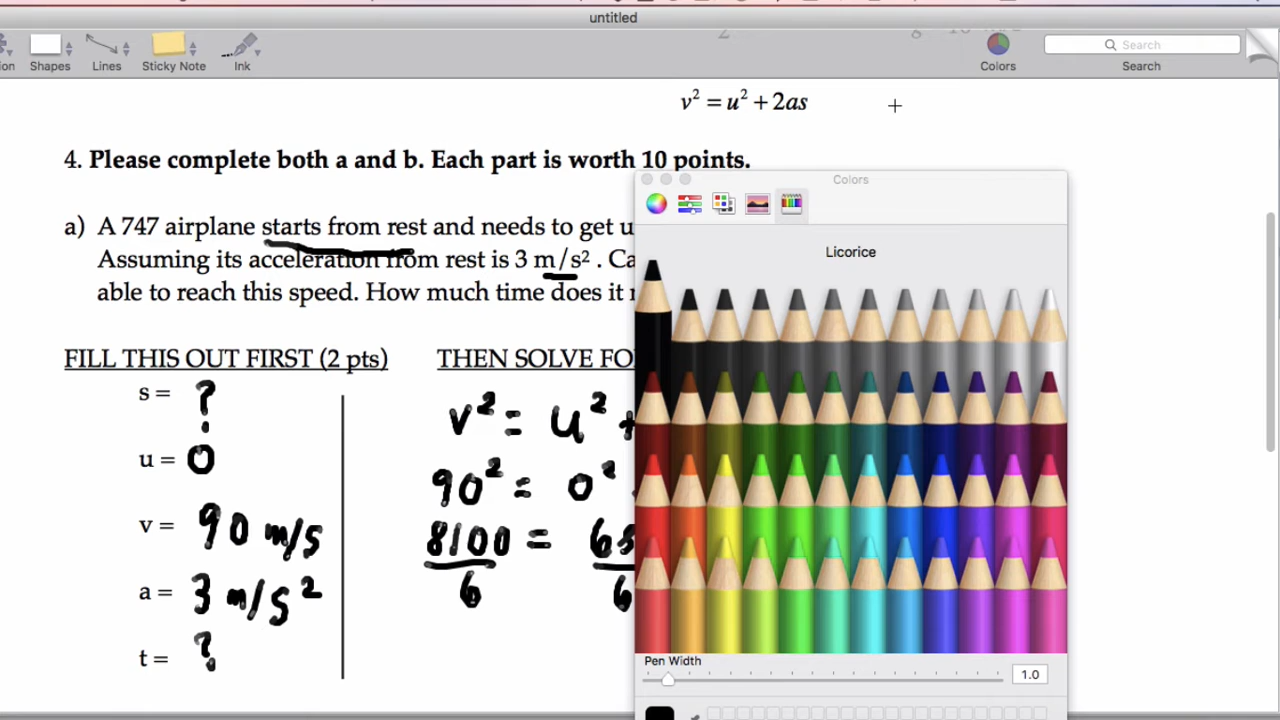 untitled
ion Shapes Lines Sticky Note Ink Colors Search Search
v² = u² + 2as
4. Please complete both a and b. Each part is worth 10 points.
a) A 747 airplane starts from rest and needs to get u
Assuming its acceleration from rest is 3 m/s² . Ca
able to reach this speed. How much time does it
FILL THIS OUT FIRST (2 pts)
s = ?
u = 0
v = 90 m/s
a = 3 m/s²
t = ?
THEN SOLVE FO
v² = u² +
90² = 0²
8100 = 6s
6 6
Colors
Licorice
Pen Width
1.0